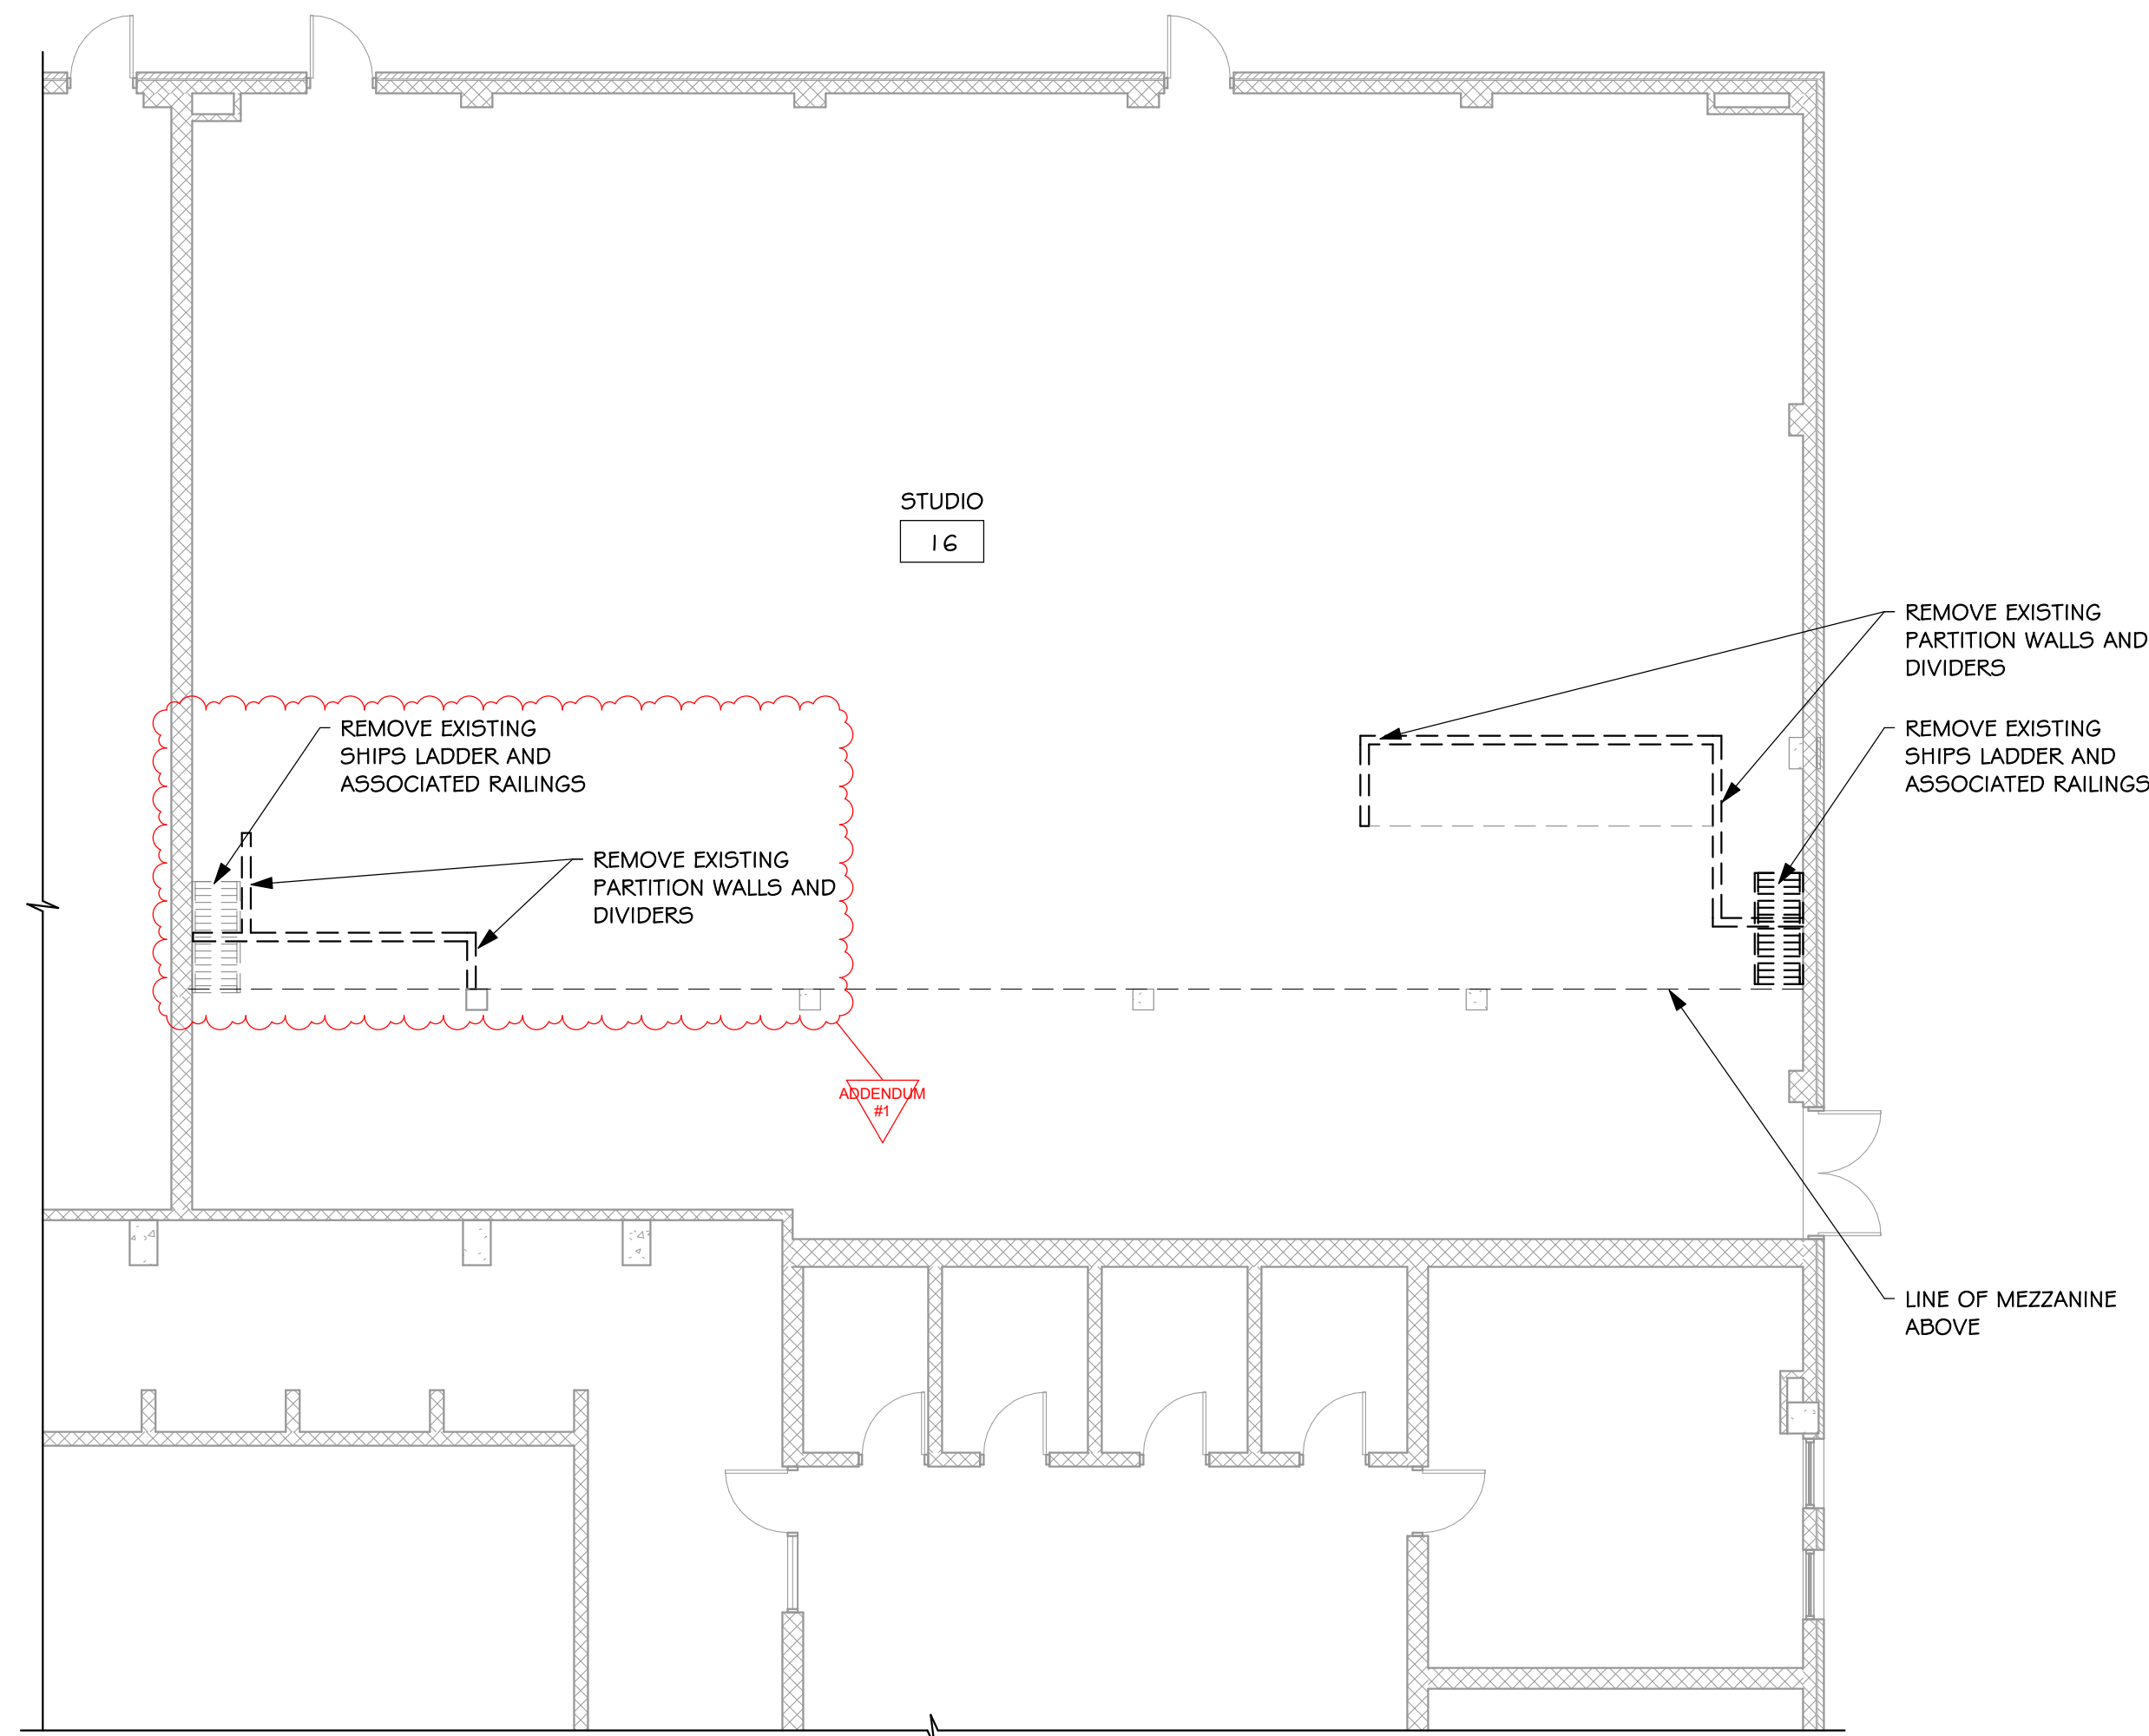 STUDIO
16
REMOVE EXISTING
PARTITION WALLS AND
DIVIDERS
REMOVE EXISTING
SHIPS LADDER AND
ASSOCIATED RAILINGS
REMOVE EXISTING
SHIPS LADDER AND
ASSOCIATED RAILINGS
REMOVE EXISTING
PARTITION WALLS AND
DIVIDERS
ADDENDUM
#1
LINE OF MEZZANINE
ABOVE